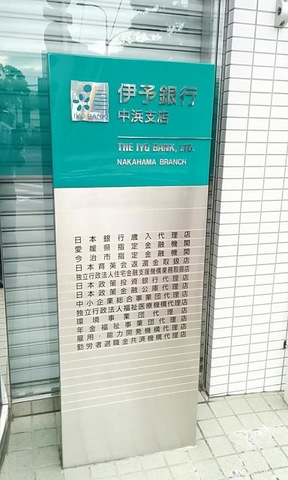 IYO BANK
伊予銀行
中浜支店
THE IYO BANK, LTD.
NAKAHAMA BRANCH
日本銀行歳入代理店
愛媛県指定金融機関
今治市指定金融機関
日本育英会返還金取扱店
独立行政法人住宅金融支援機構業務取扱店
日本政策投資銀行代理店
日本政策金融公庫代理店
中小企業総合事業団代理店
独立行政法人福祉医療機構代理店
環境事業団代理店
年金福祉事業団代理店
雇用・能力開発機構代理店
勤労者退職金共済機構代理店